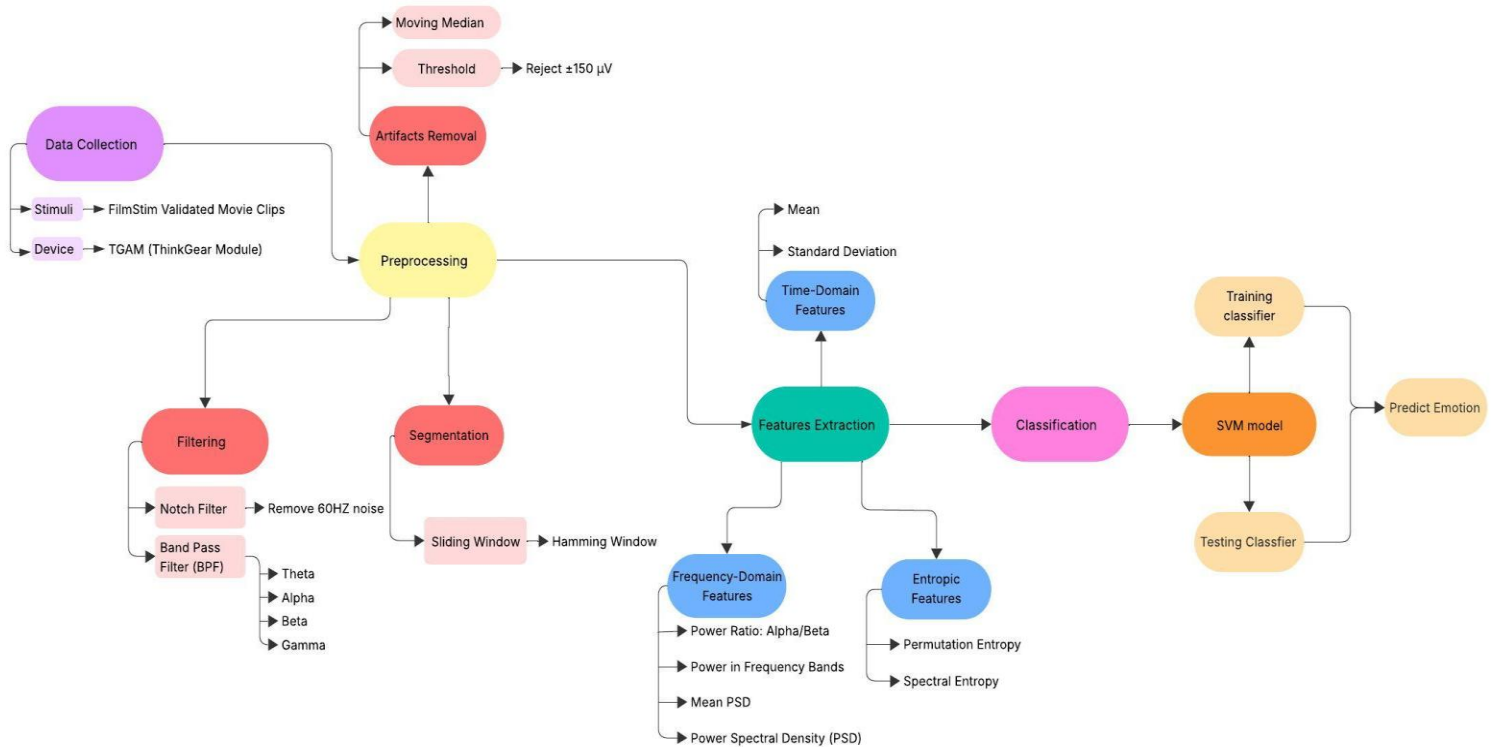 Moving Median
Threshold
Reject ±150 μV
Artifacts Removal
Data Collection
Stimuli
FilmStim Validated Movie Clips
Device
TGAM (ThinkGear Module)
Preprocessing
Filtering
Notch Filter
Remove 60HZ noise
Band Pass
Filter (BPF)
Theta
Alpha
Beta
Gamma
Segmentation
Sliding Window
Hamming Window
Mean
Standard Deviation
Time-Domain
Features
Features Extraction
Frequency-Domain
Features
Power Ratio: Alpha/Beta
Power in Frequency Bands
Mean PSD
Power Spectral Density (PSD)
Entropic
Features
Permutation Entropy
Spectral Entropy
Classification
SVM model
Training
classifier
Testing Classfier
Predict Emotion